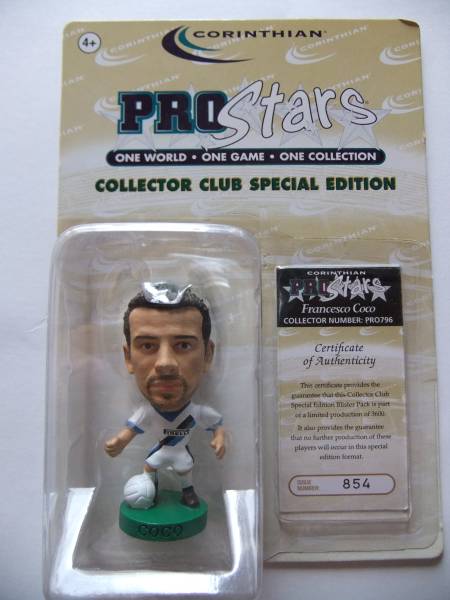 4+
CORINTHIAN
PRO Stars
ONE WORLD • ONE GAME • ONE COLLECTION
COLLECTOR CLUB SPECIAL EDITION
CORINTHIAN
PRO Stars
Francesco Coco
COLLECTOR NUMBER: PRO796
Certificate
of Authenticity
This certificate provides the
guarantee that this Collector Club
Special Edition Blister Pack is part
of a limited production of 3600.
It also provides the guarantee
that no further production of these
players will occur in this special
edition format.
ISSUE
NUMBER: 854
PIRELLI
COCO